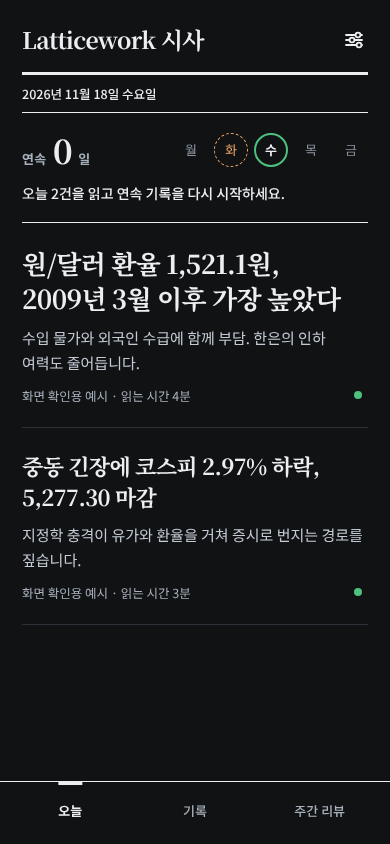 Latticework 시사
2026년 11월 18일 수요일
연속 0 일
월 화 수 목 금
오늘 2건을 읽고 연속 기록을 다시 시작하세요.
원/달러 환율 1,521.1원,
2009년 3월 이후 가장 높았다
수입 물가와 외국인 수급에 함께 부담. 한은의 인하
여력도 줄어듭니다.
화면 확인용 예시 · 읽는 시간 4분
중동 긴장에 코스피 2.97% 하락,
5,277.30 마감
지정학 충격이 유가와 환율을 거쳐 증시로 번지는 경로를
짚습니다.
화면 확인용 예시 · 읽는 시간 3분
오늘 기록 주간 리뷰